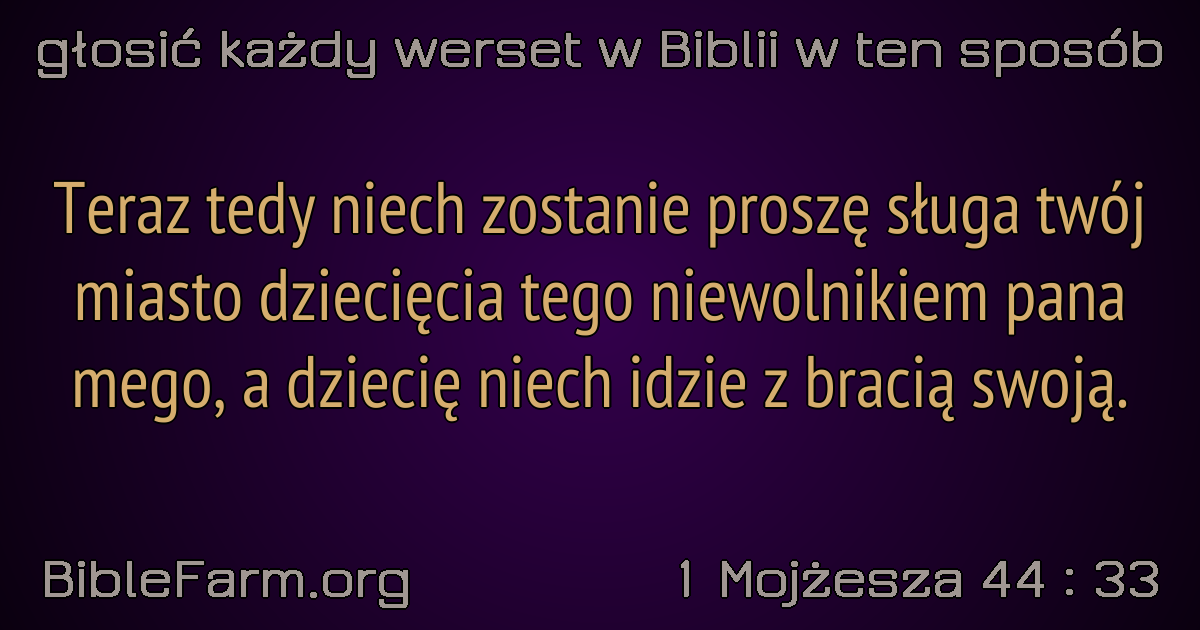 głosić każdy werset w Biblii w ten sposób
Teraz tedy niech zostanie proszę sługa twój
miasto dziecięcia tego niewolnikiem pana
mego, a dziecię niech idzie z bracią swoją.
BibleFarm.org
1 Mojżesza 44 : 33